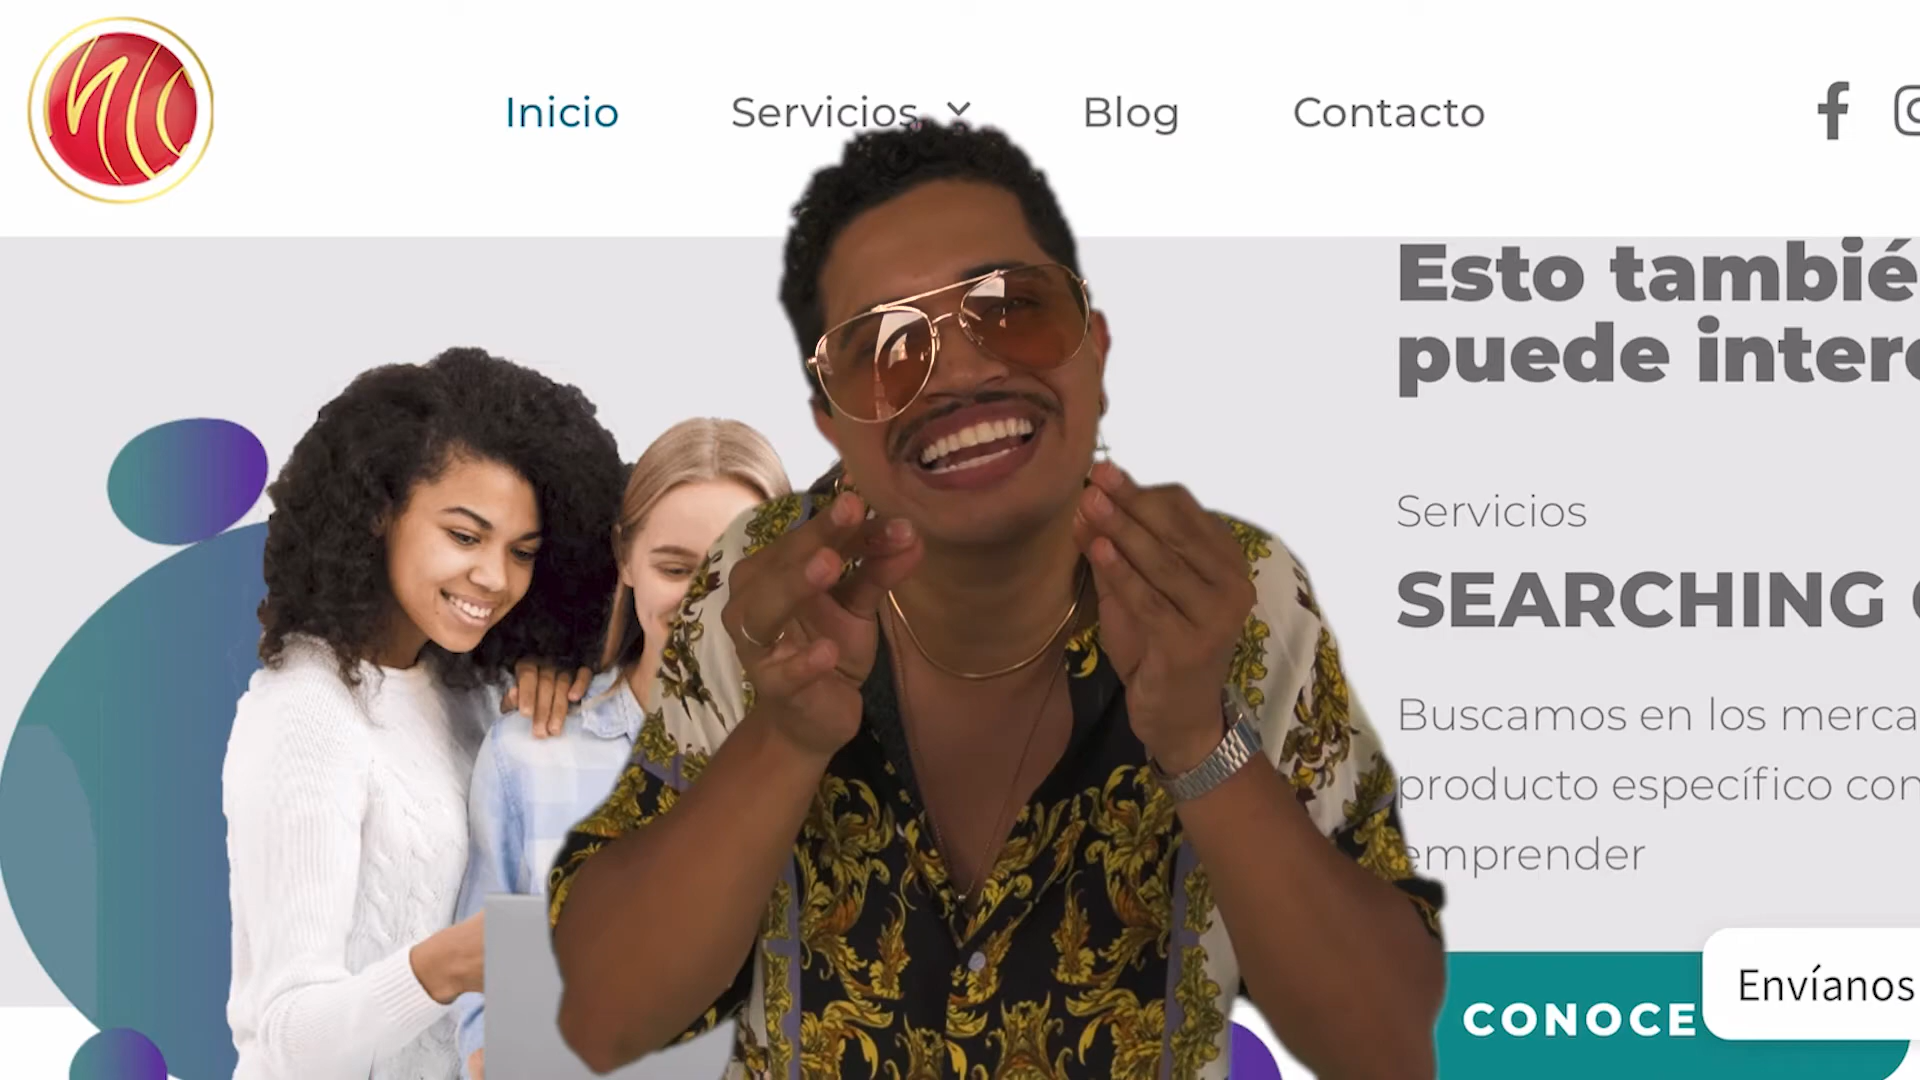 Inicio
Servicios
Blog
Contacto
Esto tambié
puede inter
Servicios
SEARCHING
Buscamos en los merca
producto específico con
emprender
CONOCE
Envíanos